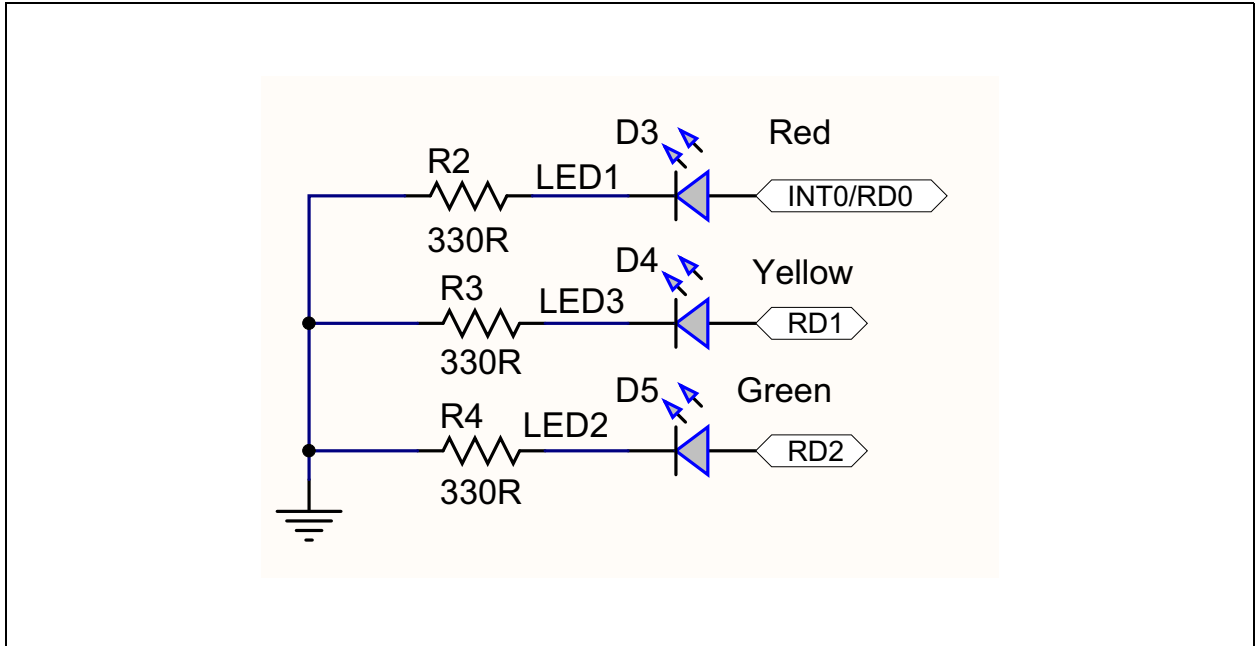 D3 Red
R2 LED1 INT0/RD0
330R
D4 Yellow
R3 LED3 RD1
330R
D5 Green
R4 LED2 RD2
330R